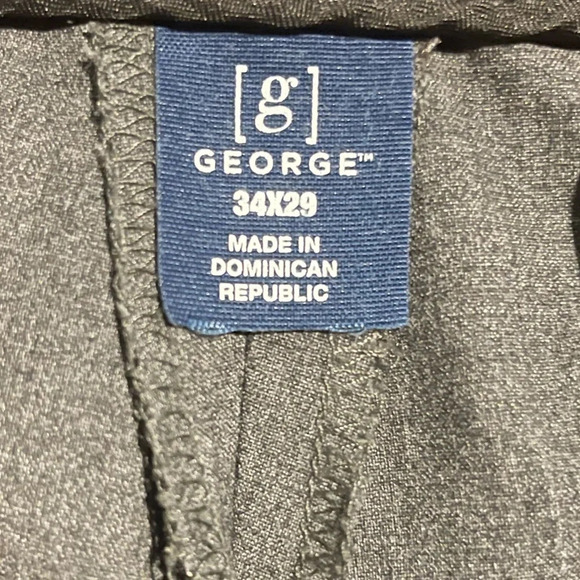 [g]
GEORGE™
34X29
MADE IN
DOMINICAN
REPUBLIC